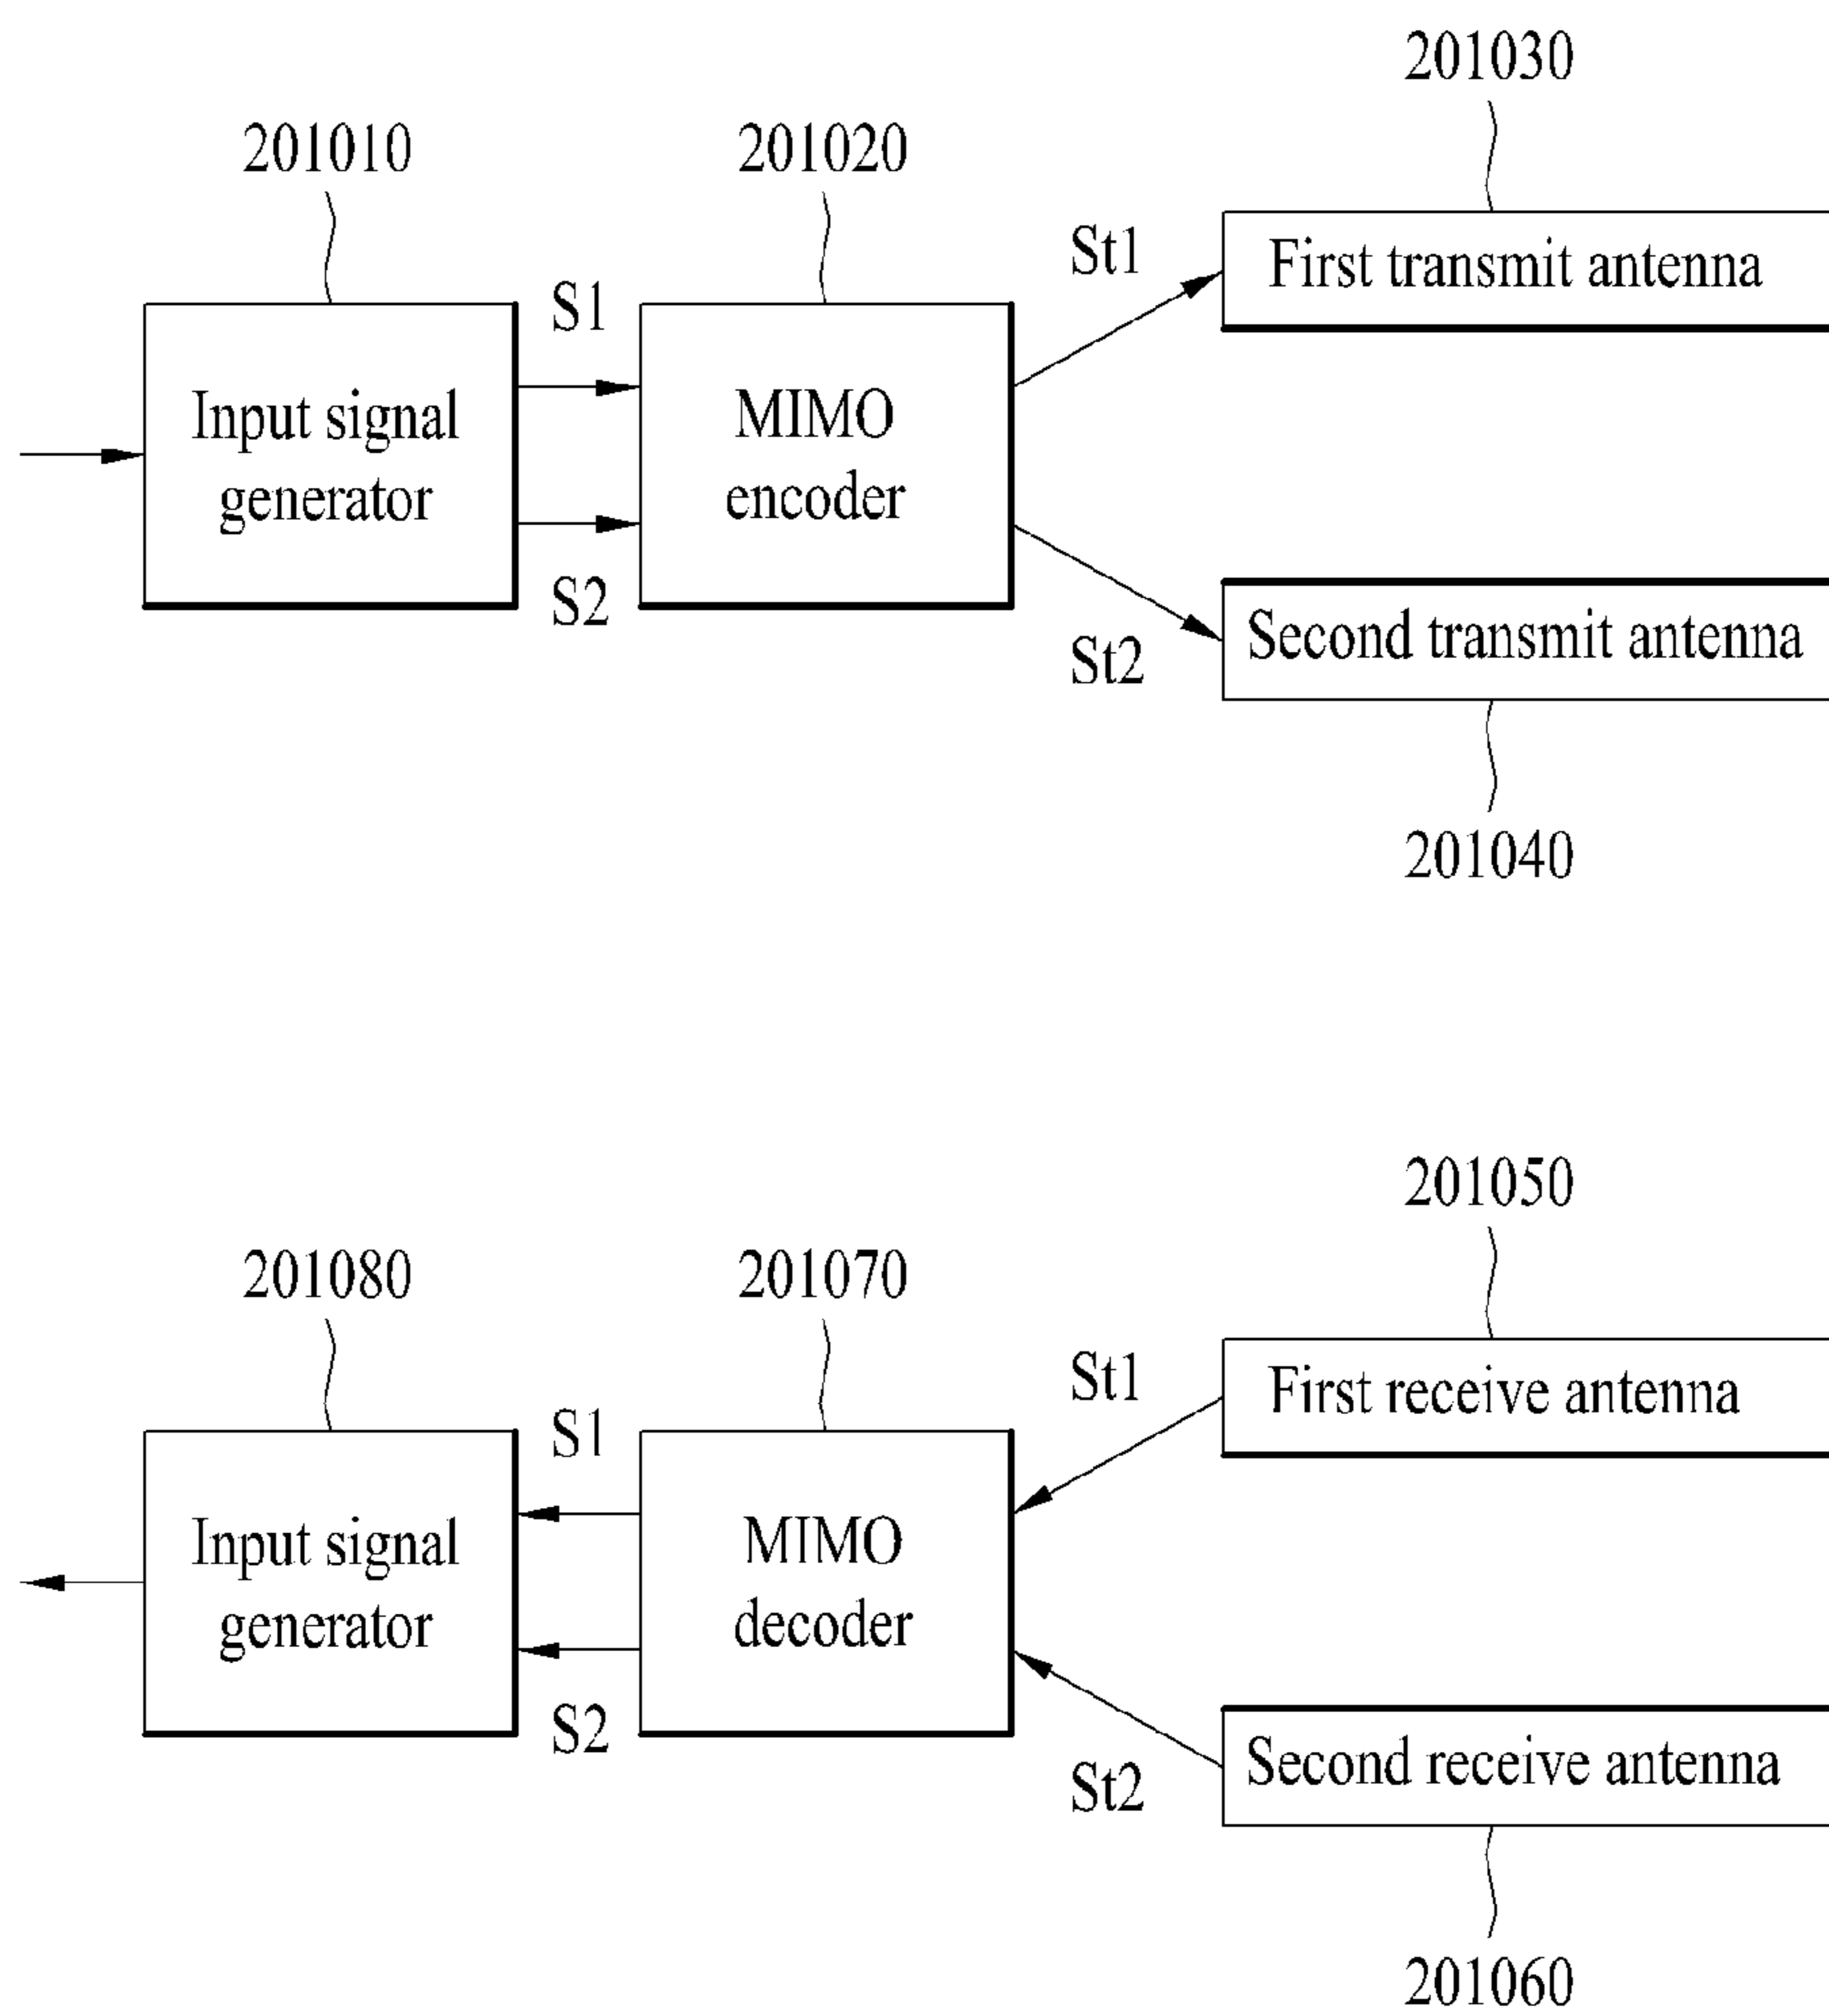 201030
201010
201020
St1
First transmit antenna
S1
Input signal
generator
MIMO
encoder
S2
St2
Second transmit antenna
201040
201050
201080
201070
St1
First receive antenna
S1
Input signal
generator
MIMO
decoder
S2
St2
Second receive antenna
201060